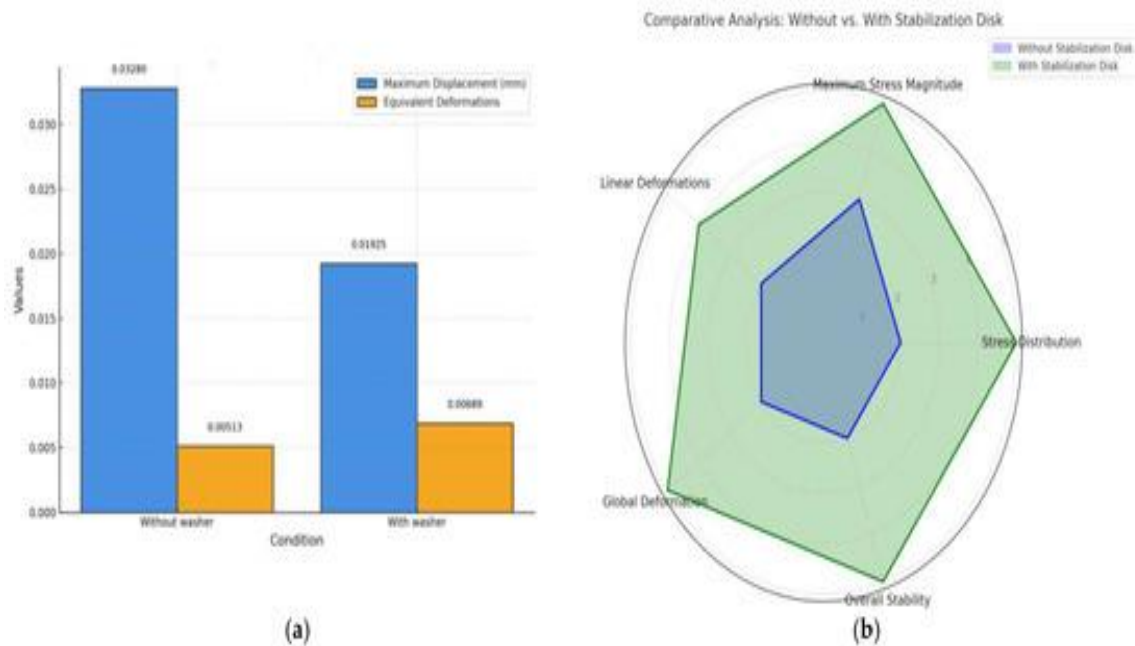 Comparative Analysis: Without vs. With Stabilization Disk
Without Stabilization Disk
With Stabilization Disk
0.03280
Maximum Displacement (mm)
Equivalent Deformations
0.030
0.025
0.020
0.015
0.010
0.005
0.000
Values
0.01925
0.00513
0.00689
Without washer
With washer
Condition
Maximum Stress Magnitude
Linear Deformations
Stress Distribution
Global Deformation
Overall Stability
2
3
(a)
(b)